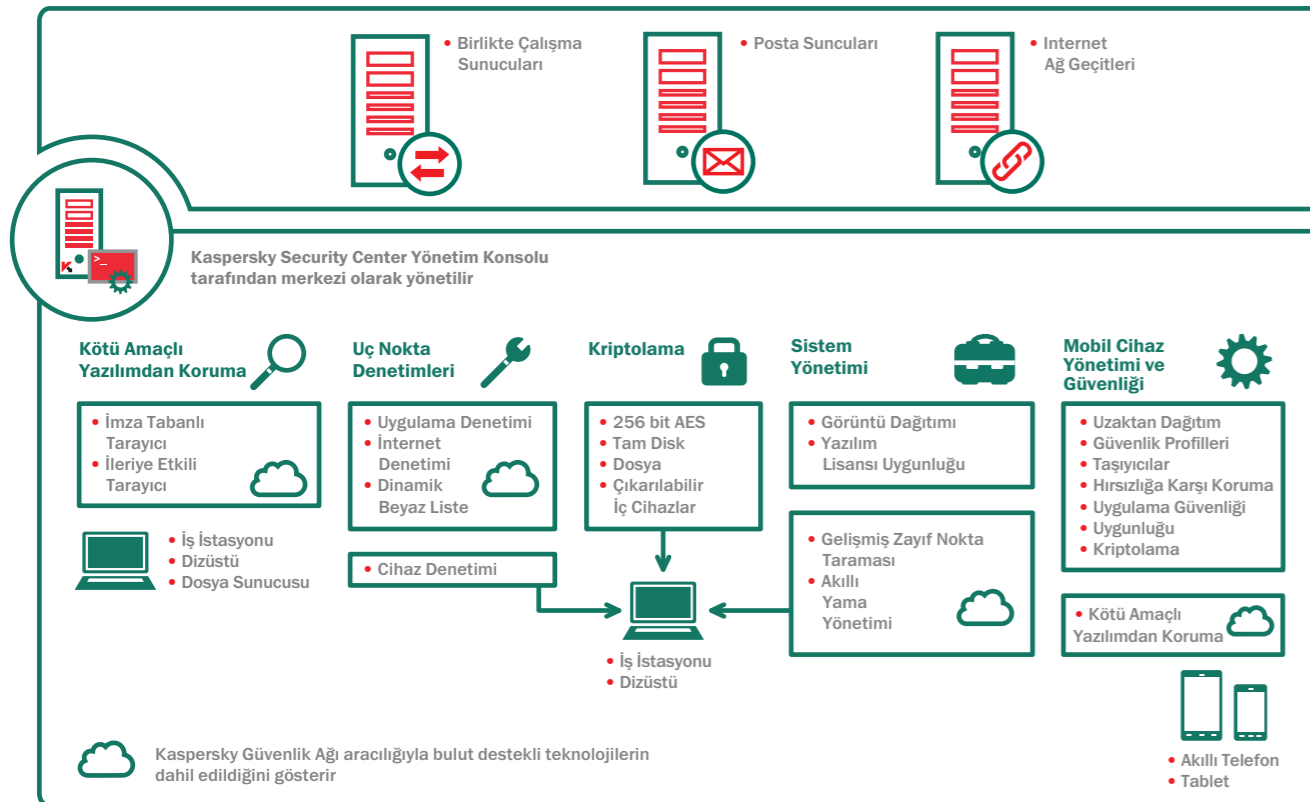 • Birlikte Çalışma
Sunucuları
• Posta Suncuları
• Internet
Ağ Geçitleri
>_
K
Kaspersky Security Center Yönetim Konsolu
tarafından merkezi olarak yönetilir
Kötü Amaçlı
Yazılımdan Koruma
• İmza Tabanlı
Tarayıcı
• İleriye Etkili
Tarayıcı
• İş İstasyonu
• Dizüstü
• Dosya Sunucusu
Uç Nokta
Denetimleri
• Uygulama Denetimi
• İnternet
Denetimi
• Dinamik
Beyaz Liste
• Cihaz Denetimi
Kriptolama
• 256 bit AES
• Tam Disk
• Dosya
• Çıkarılabilir
İç Cihazlar
• İş İstasyonu
• Dizüstü
Sistem
Yönetimi
• Görüntü Dağıtımı
• Yazılım
Lisansı Uygunluğu
• Gelişmiş Zayıf Nokta
Taraması
• Akıllı
Yama
Yönetimi
Mobil Cihaz
Yönetimi ve
Güvenliği
• Uzaktan Dağıtım
• Güvenlik Profilleri
• Taşıyıcılar
• Hırsızlığa Karşı Koruma
• Uygulama Güvenliği
• Uygunluğu
• Kriptolama
• Kötü Amaçlı
Yazılımdan Koruma
• Akıllı Telefon
• Tablet
Kaspersky Güvenlik Ağı aracılığıyla bulut destekli teknolojilerin
dahil edildiğini gösterir